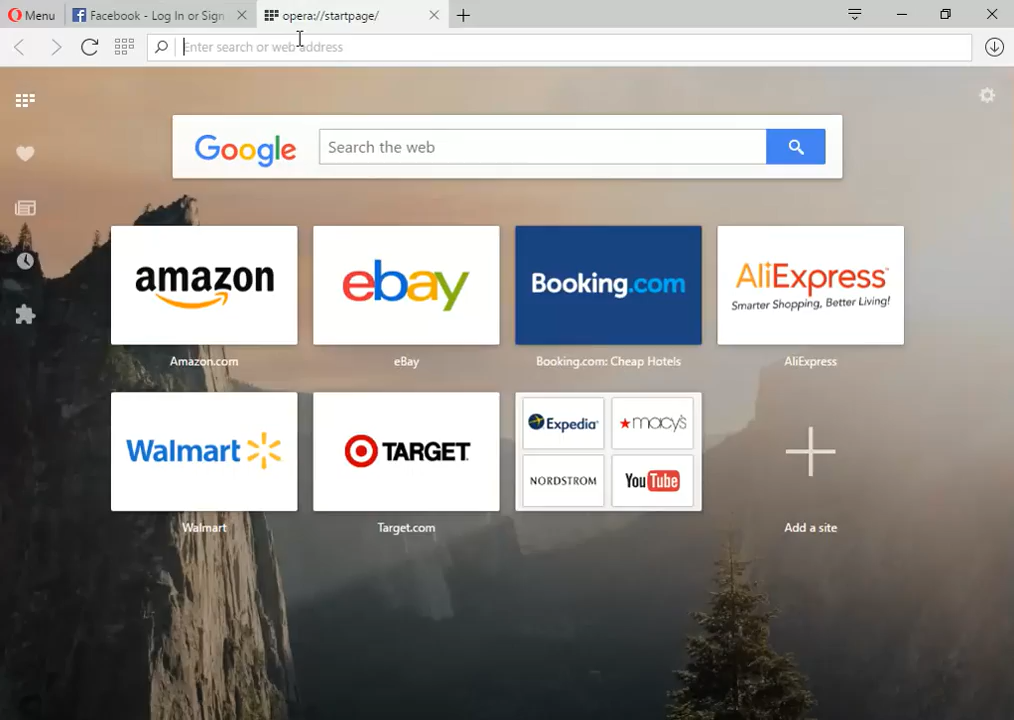 Menu
Facebook - Log In or Sign
opera://startpage/
Enter search or web address
Google
Search the web
amazon
ebay
Booking.com
AliExpress
Smarter Shopping, Better Living!
Amazon.com
eBay
Booking.com: Cheap Hotels
AliExpress
Walmart
TARGET
Expedia
macy's
NORDSTROM
YouTube
Walmart
Target.com
Add a site